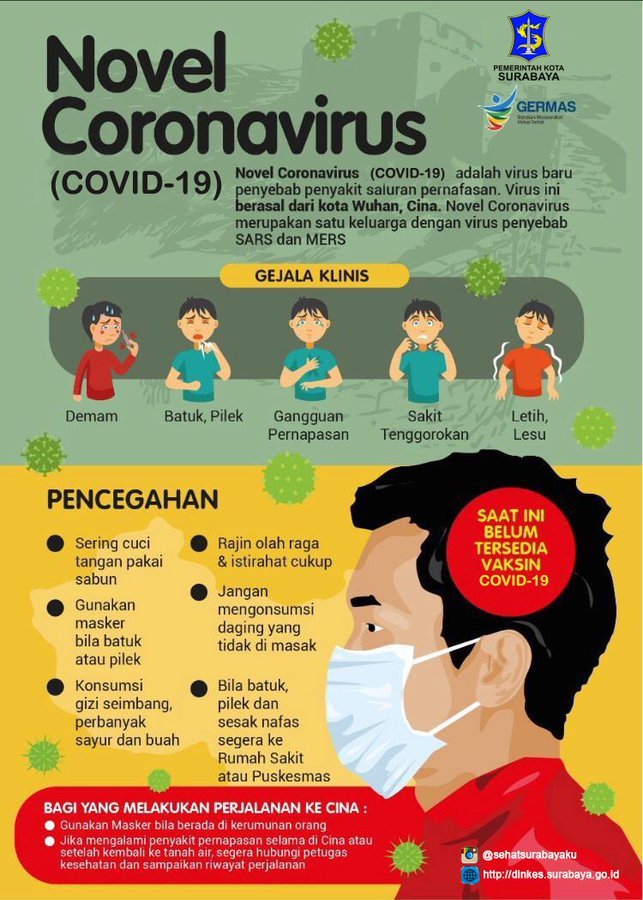 Novel
Coronavirus
(COVID-19)
PEMERINTAH KOTA
SURABAYA
GERMAS
Gerakan Masyarakat
Hidup Sehat
Novel Coronavirus (COVID-19) adalah virus baru
penyebab penyakit saluran pernafasan. Virus ini
berasal dari kota Wuhan, Cina. Novel Coronavirus
merupakan satu keluarga dengan virus penyebab
SARS dan MERS
GEJALA KLINIS
Demam
Batuk, Pilek
Gangguan
Pernapasan
Sakit
Tenggorokan
Letih,
Lesu
PENCEGAHAN
Sering cuci
tangan pakai
sabun
Gunakan
masker
bila batuk
atau pilek
Konsumsi
gizi seimbang,
perbanyak
sayur dan buah
Rajin olah raga
& istirahat cukup
Jangan
mengonsumsi
daging yang
tidak di masak
Bila batuk,
pilek dan
sesak nafas
segera ke
Rumah Sakit
atau Puskesmas
SAAT INI
BELUM
TERSEDIA
VAKSIN
COVID-19
BAGI YANG MELAKUKAN PERJALANAN KE CINA :
Gunakan Masker bila berada di kerumunan orang
Jika mengalami penyakit pernapasan selama di Cina atau
setelah kembali ke tanah air, segera hubungi petugas
kesehatan dan sampaikan riwayat perjalanan
@sehatsurabayaku
http://dinkes.surabaya.go.id